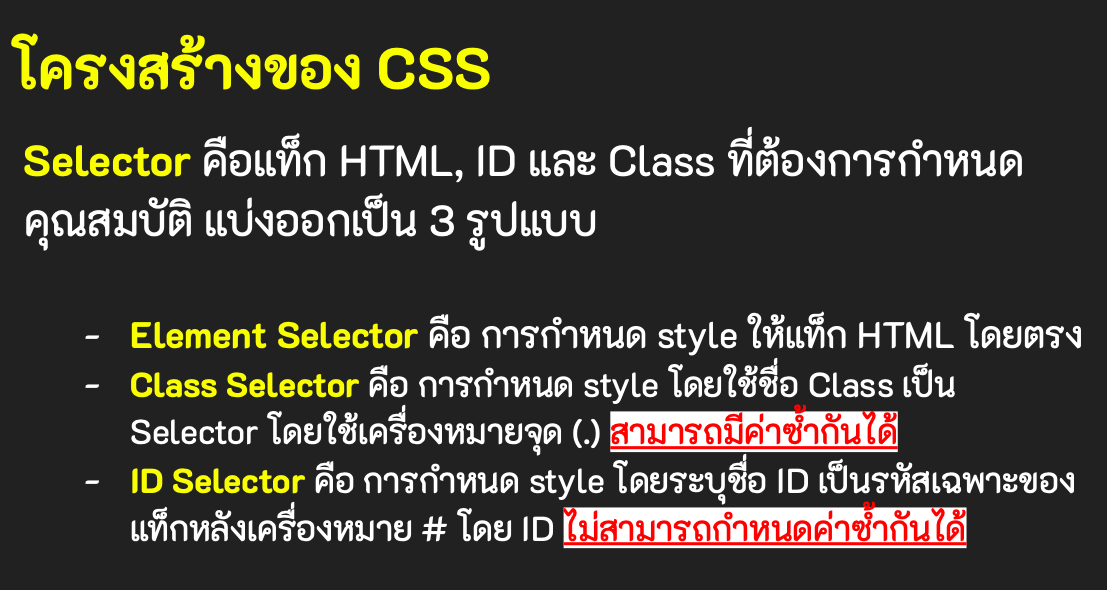 โครงสร้างของ CSS
Selector คือแท็ก HTML, ID และ Class ที่ต้องการกำหนด
คุณสมบัติ แบ่งออกเป็น 3 รูปแบบ
- Element Selector คือ การกำหนด style ให้แท็ก HTML โดยตรง
- Class Selector คือ การกำหนด style โดยใช้ชื่อ Class เป็น
Selector โดยใช้เครื่องหมายจุด (.) สามารถมีค่าซ้ำกันได้
- ID Selector คือ การกำหนด style โดยระบุชื่อ ID เป็นรหัสเฉพาะของ
แท็กหลังเครื่องหมาย # โดย ID ไม่สามารถกำหนดค่าซ้ำกันได้